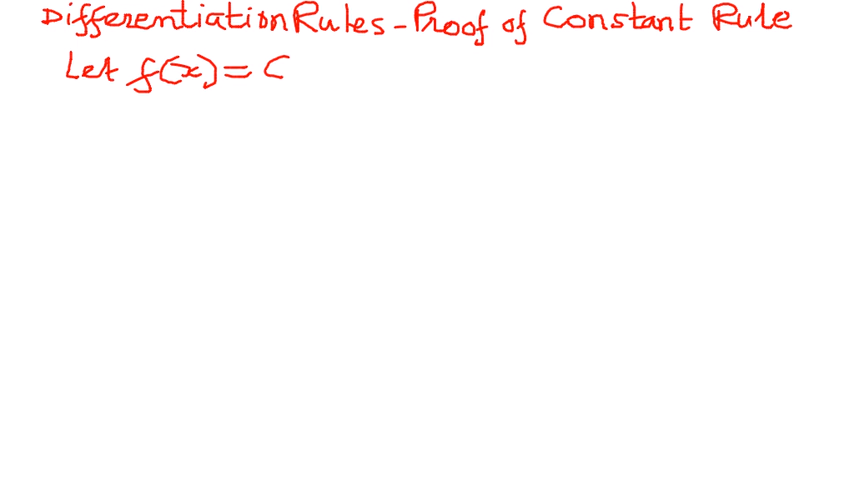 Differentiation Rules - Proof of Constant Rule
Let f(x) = C